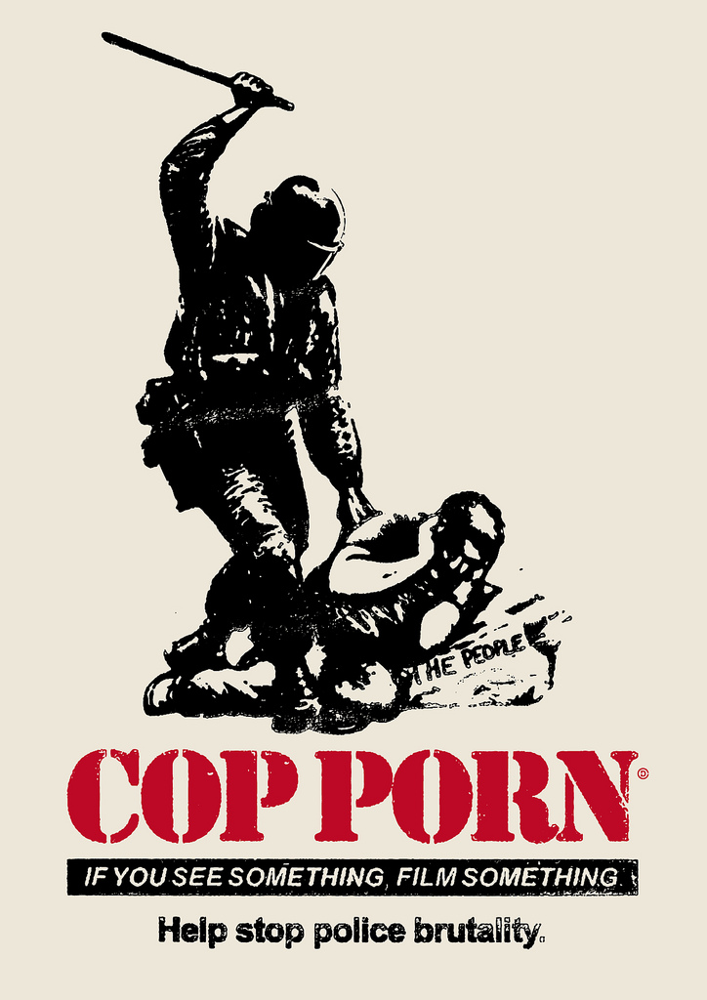 THE PEOPLE
COP PORN®
IF YOU SEE SOMETHING, FILM SOMETHING.
Help stop police brutality.